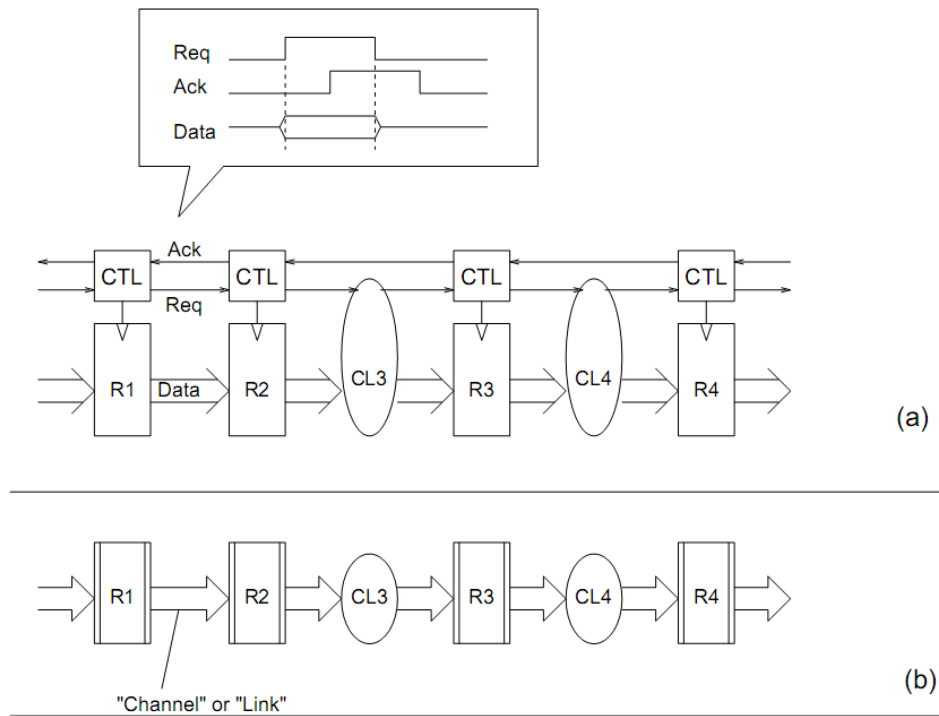 Req
Ack
Data
Ack
CTL CTL CTL CTL
Req
R1 Data R2 CL3 R3 CL4 R4
(a)
R1 R2 CL3 R3 CL4 R4
(b)
"Channel" or "Link"